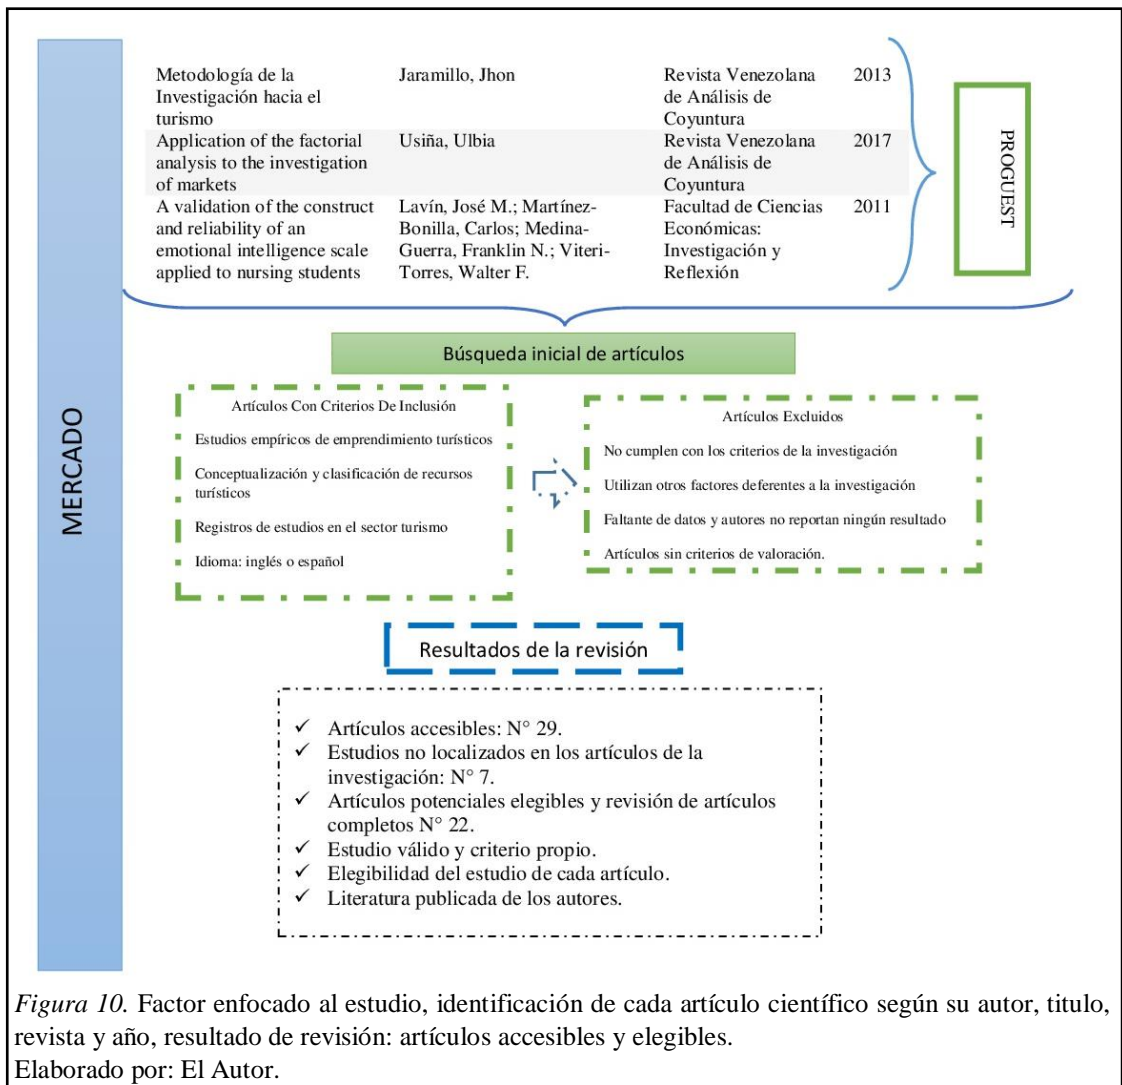 MERCADO
Metodología de la
Investigación hacia el
turismo
Jaramillo, Jhon
Revista Venezolana
de Análisis de
Coyuntura
2013
Application of the factorial
analysis to the investigation
of markets
Usiña, Ulbia
Revista Venezolana
de Análisis de
Coyuntura
2017
A validation of the construct
and reliability of an
emotional intelligence scale
applied to nursing students
Lavín, José M.; Martínez-
Bonilla, Carlos; Medina-
Guerra, Franklin N.; Viteri-
Torres, Walter F.
Facultad de Ciencias
Económicas:
Investigación y
Reflexión
2011
PROGUEST
Búsqueda inicial de artículos
Artículos Con Criterios De Inclusión
Estudios empíricos de emprendimiento turísticos
Conceptualización y clasificación de recursos
turísticos
Registros de estudios en el sector turismo
Idioma: inglés o español
Artículos Excluidos
No cumplen con los criterios de la investigación
Utilizan otros factores deferentes a la investigación
Faltante de datos y autores no reportan ningún resultado
Artículos sin criterios de valoración.
Resultados de la revisión
✓ Artículos accesibles: N° 29.
✓ Estudios no localizados en los artículos de la
investigación: N° 7.
✓ Artículos potenciales elegibles y revisión de artículos
completos N° 22.
✓ Estudio válido y criterio propio.
✓ Elegibilidad del estudio de cada artículo.
✓ Literatura publicada de los autores.
Figura 10. Factor enfocado al estudio, identificación de cada artículo científico según su autor, titulo,
revista y año, resultado de revisión: artículos accesibles y elegibles.
Elaborado por: El Autor.